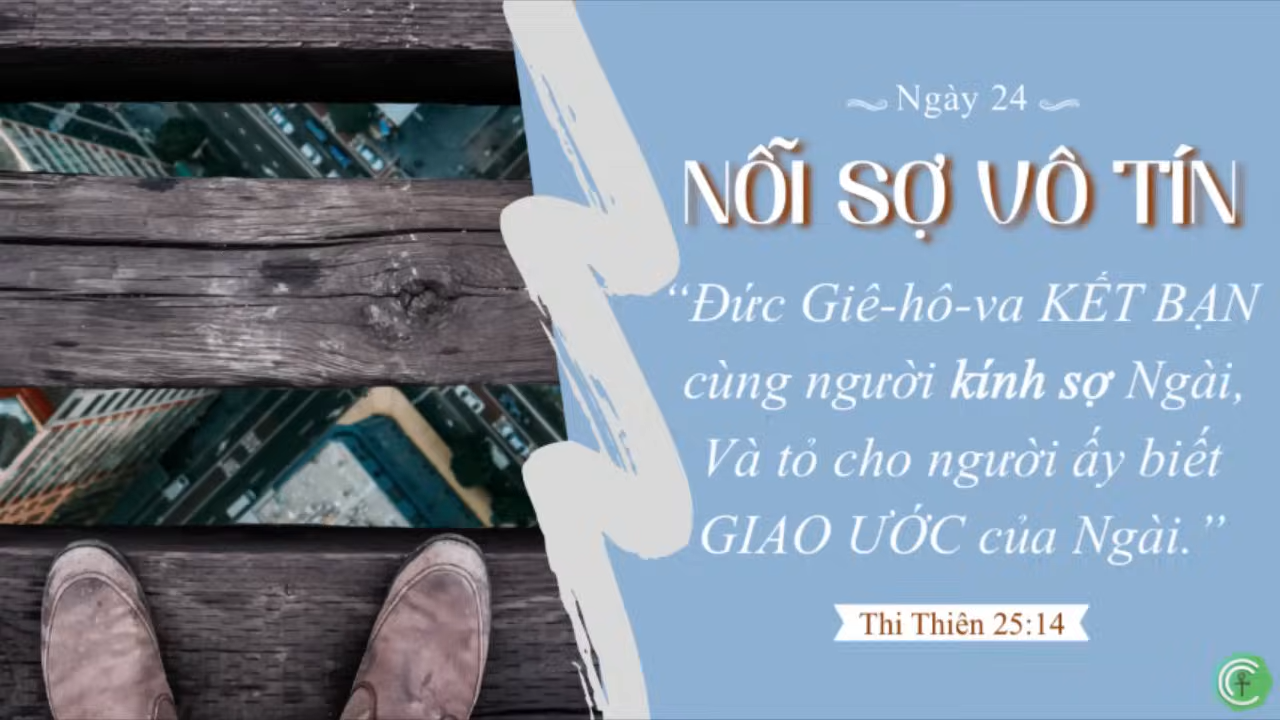 Ngày 24
NỖI SỢ VÔ TÍN
“Đức Giê-hô-va KẾT BẠN
cùng người kính sợ Ngài,
Và tỏ cho người ấy biết
GIAO ƯỚC của Ngài.”
Thi Thiên 25:14